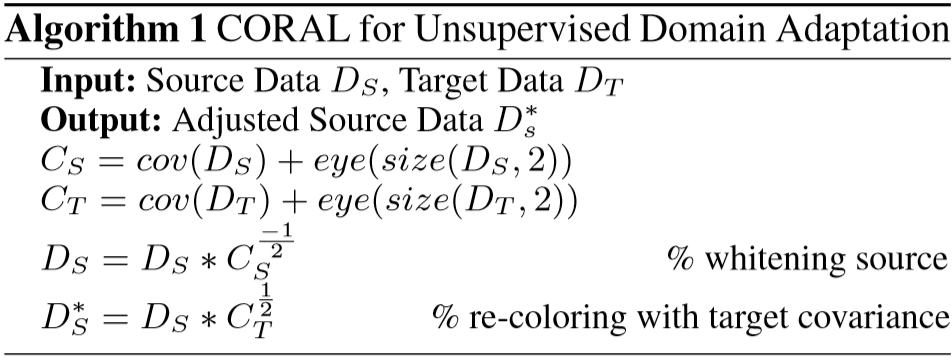 Algorithm 1 CORAL for Unsupervised Domain Adaptation
Input: Source Data $D_S$, Target Data $D_T$
Output: Adjusted Source Data $D_s^*$
$C_S = cov(D_S) + eye(size(D_S, 2))$
$C_T = cov(D_T) + eye(size(D_T, 2))$
$D_S = D_S * C_S^{\frac{-1}{2}}$ % whitening source
$D_S^* = D_S * C_T^{\frac{1}{2}}$ % re-coloring with target covariance